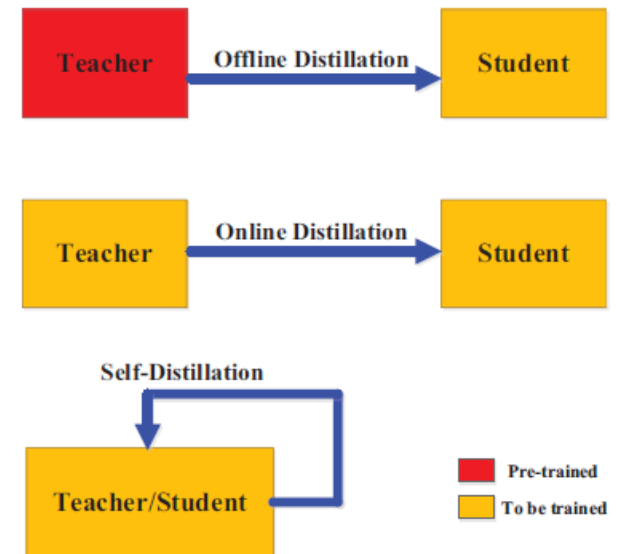 Teacher
Offline Distillation
Student
Teacher
Online Distillation
Student
Self-Distillation
Teacher/Student
Pre-trained
To be trained